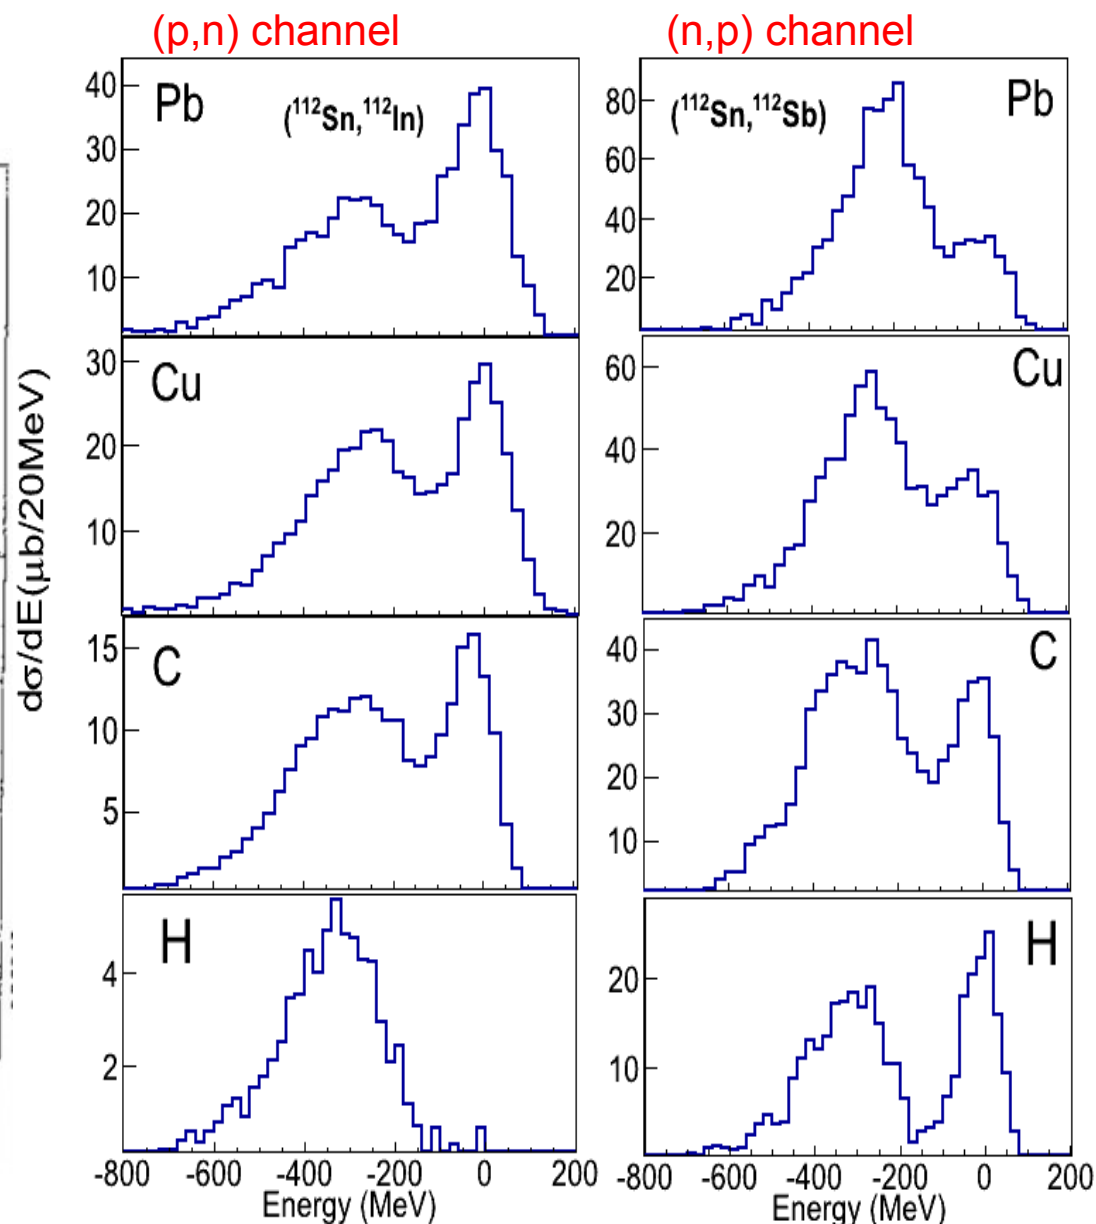 (p,n) channel
(n,p) channel
Pb
(¹¹²Sn,¹¹²In)
40
30
20
10
(¹¹²Sn,¹¹²Sb)
Pb
80
60
40
20
Cu
30
20
10
Cu
60
40
20
dσ/dE(μb/20MeV)
C
15
10
5
C
40
30
20
10
H
4
2
H
20
10
-800 -600 -400 -200 0 200
Energy (MeV)
-800 -600 -400 -200 0 200
Energy (MeV)